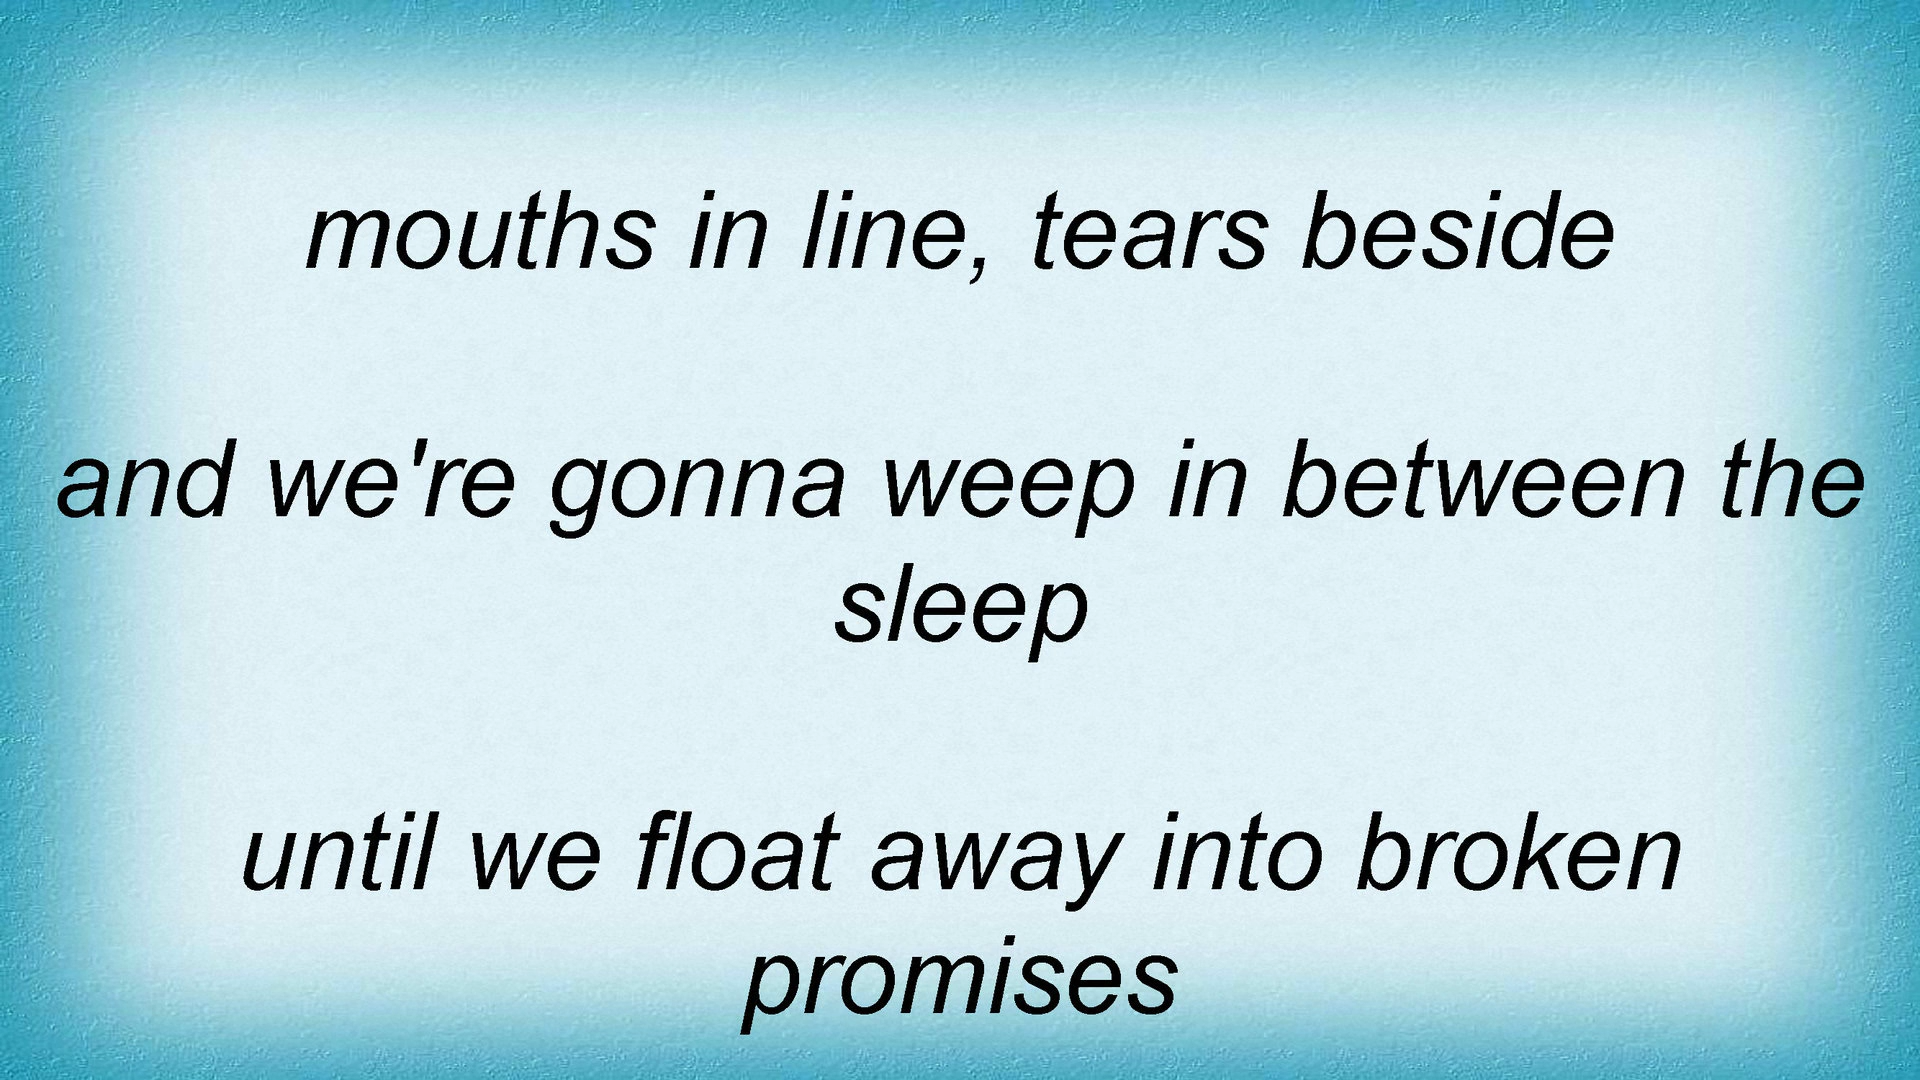 mouths in line, tears beside
and we're gonna weep in between the
sleep
until we float away into broken
promises